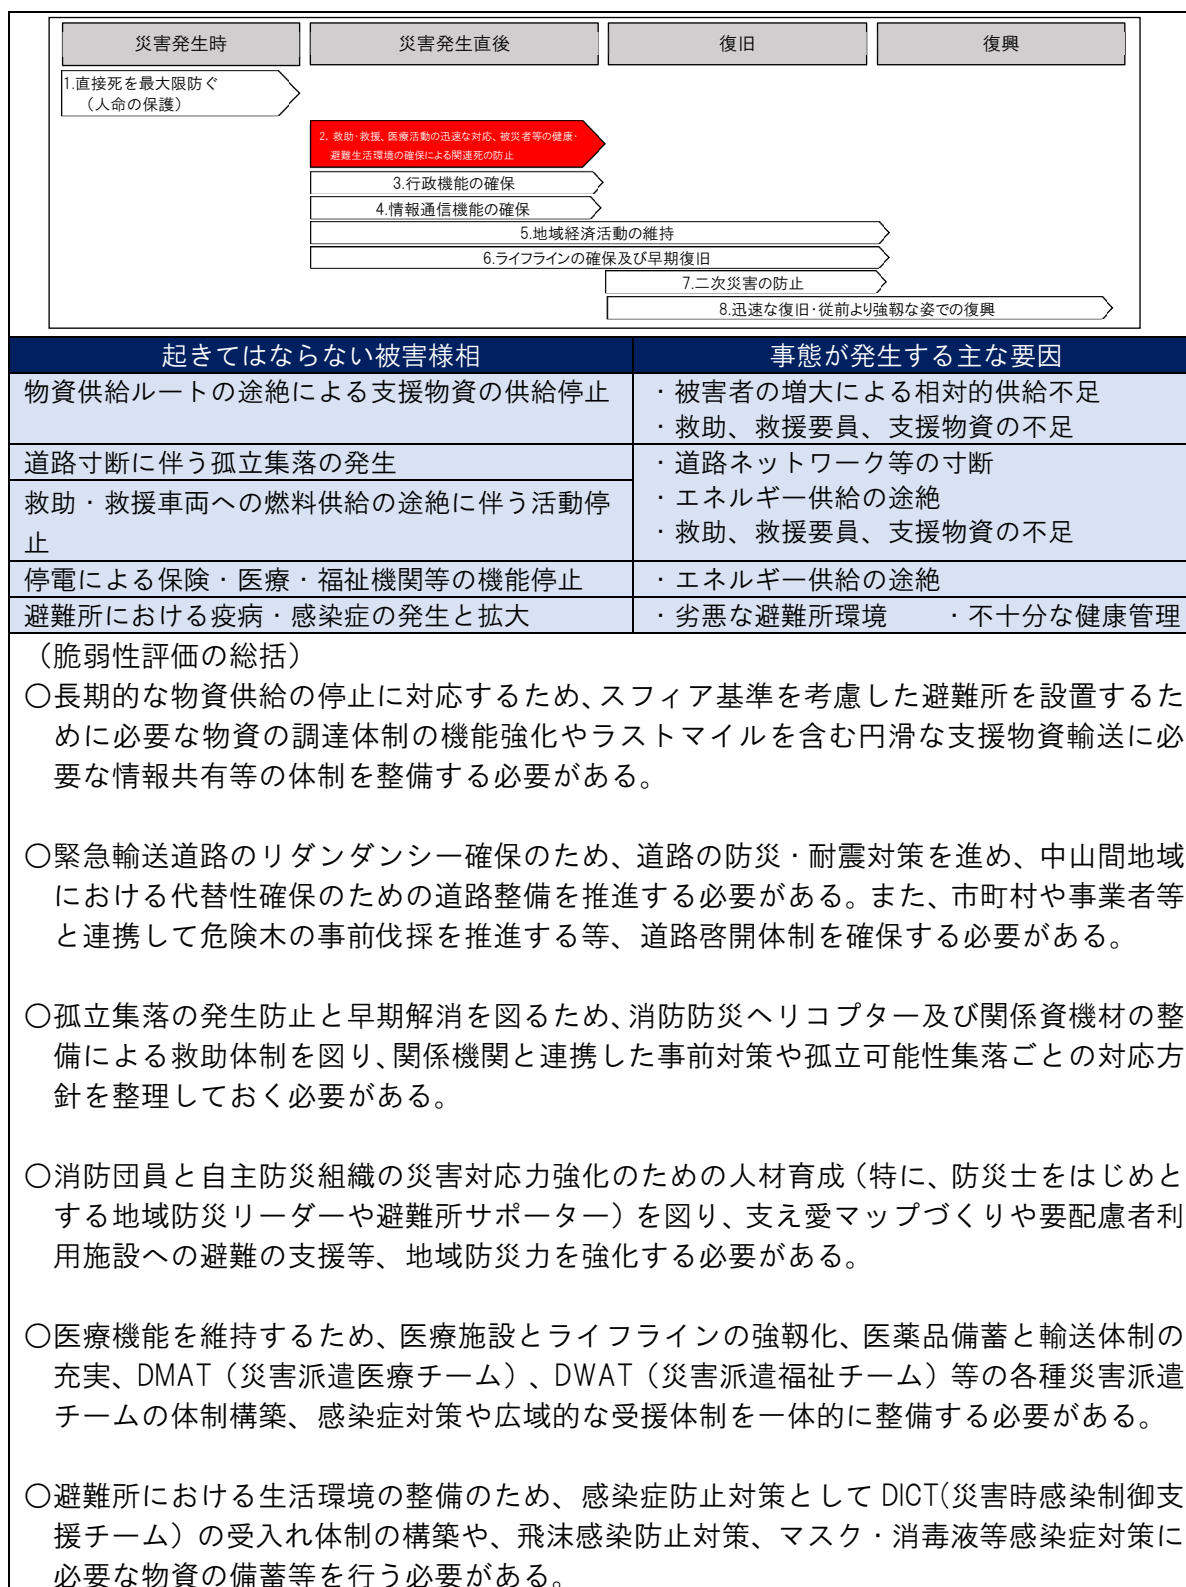 災害発生時
災害発生直後
復旧
復興
1.直接死を最大限防ぐ
（人命の保護）
2. 救助・救援、医療活動の迅速な対応、被災者等の健康・
避難生活環境の確保による関連死の防止
3.行政機能の確保
4.情報通信機能の確保
5.地域経済活動の維持
6.ライフラインの確保及び早期復旧
7.二次災害の防止
8.迅速な復旧・従前より強靱な姿での復興
起きてはならない被害様相
事態が発生する主な要因
物資供給ルートの途絶による支援物資の供給停止
・被害者の増大による相対的供給不足
・救助、救援要員、支援物資の不足
道路寸断に伴う孤立集落の発生
救助・救援車両への燃料供給の途絶に伴う活動停
止
・道路ネットワーク等の寸断
・エネルギー供給の途絶
・救助、救援要員、支援物資の不足
停電による保険・医療・福祉機関等の機能停止
・エネルギー供給の途絶
避難所における疫病・感染症の発生と拡大
・劣悪な避難所環境　・不十分な健康管理
（脆弱性評価の総括）
○長期的な物資供給の停止に対応するため、スフィア基準を考慮した避難所を設置するた
めに必要な物資の調達体制の機能強化やラストマイルを含む円滑な支援物資輸送に必
要な情報共有等の体制を整備する必要がある。
○緊急輸送道路のリダンダンシー確保のため、道路の防災・耐震対策を進め、中山間地域
における代替性確保のための道路整備を推進する必要がある。また、市町村や事業者等
と連携して危険木の事前伐採を推進する等、道路啓開体制を確保する必要がある。
○孤立集落の発生防止と早期解消を図るため、消防防災ヘリコプター及び関係資機材の整
備による救助体制を図り、関係機関と連携した事前対策や孤立可能性集落ごとの対応方
針を整理しておく必要がある。
○消防団員と自主防災組織の災害対応力強化のための人材育成（特に、防災士をはじめと
する地域防災リーダーや避難所サポーター）を図り、支え愛マップづくりや要配慮者利
用施設への避難の支援等、地域防災力を強化する必要がある。
○医療機能を維持するため、医療施設とライフラインの強靱化、医薬品備蓄と輸送体制の
充実、DMAT（災害派遣医療チーム）、DWAT（災害派遣福祉チーム）等の各種災害派遣
チームの体制構築、感染症対策や広域的な受援体制を一体的に整備する必要がある。
○避難所における生活環境の整備のため、感染症防止対策として DICT(災害時感染制御支
援チーム）の受入れ体制の構築や、飛沫感染防止対策、マスク・消毒液等感染症対策に
必要な物資の備蓄等を行う必要がある。